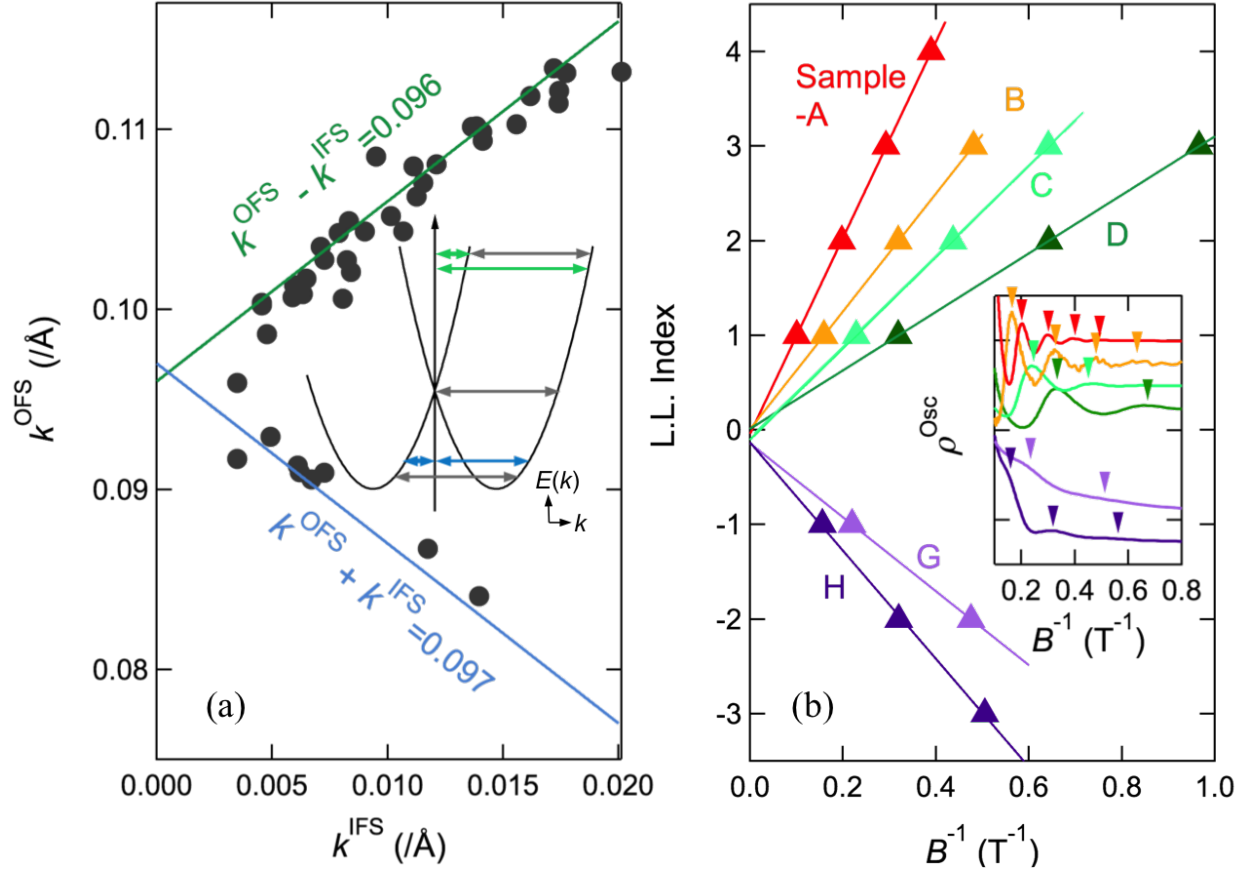 0.11
0.10
0.09
0.08
k^OFS (/Å)
k^OFS - k^IFS =0.096
k^OFS + k^IFS =0.097
E(k)
k
(a)
0.000 0.005 0.010 0.015 0.020
k^IFS (/Å)
4
3
2
1
0
-1
-2
-3
L.L. Index
Sample
-A
B
C
D
G
H
ρ^Osc
0.2 0.4 0.6 0.8
B^-1 (T^-1)
(b)
0.0 0.2 0.4 0.6 0.8 1.0
B^-1 (T^-1)